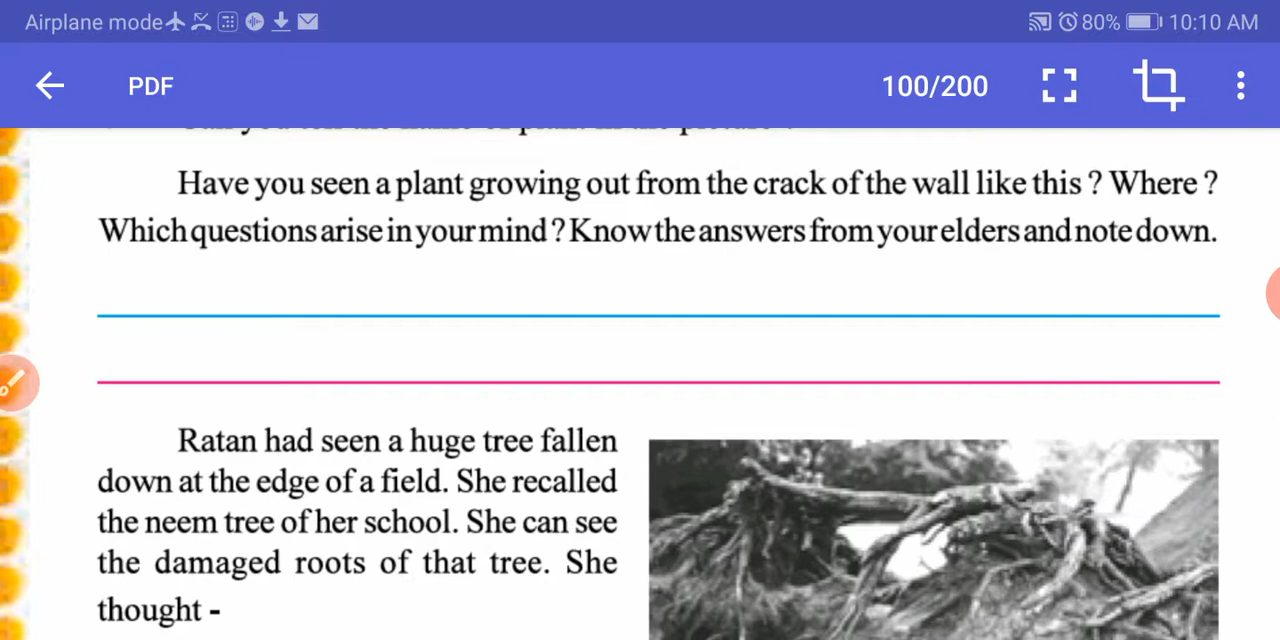 Airplane mode 80% 10:10 AM
PDF 100/200
Have you seen a plant growing out from the crack of the wall like this ? Where ?
Which questions arise in your mind ? Know the answers from your elders and note down.
Ratan had seen a huge tree fallen
down at the edge of a field. She recalled
the neem tree of her school. She can see
the damaged roots of that tree. She
thought -